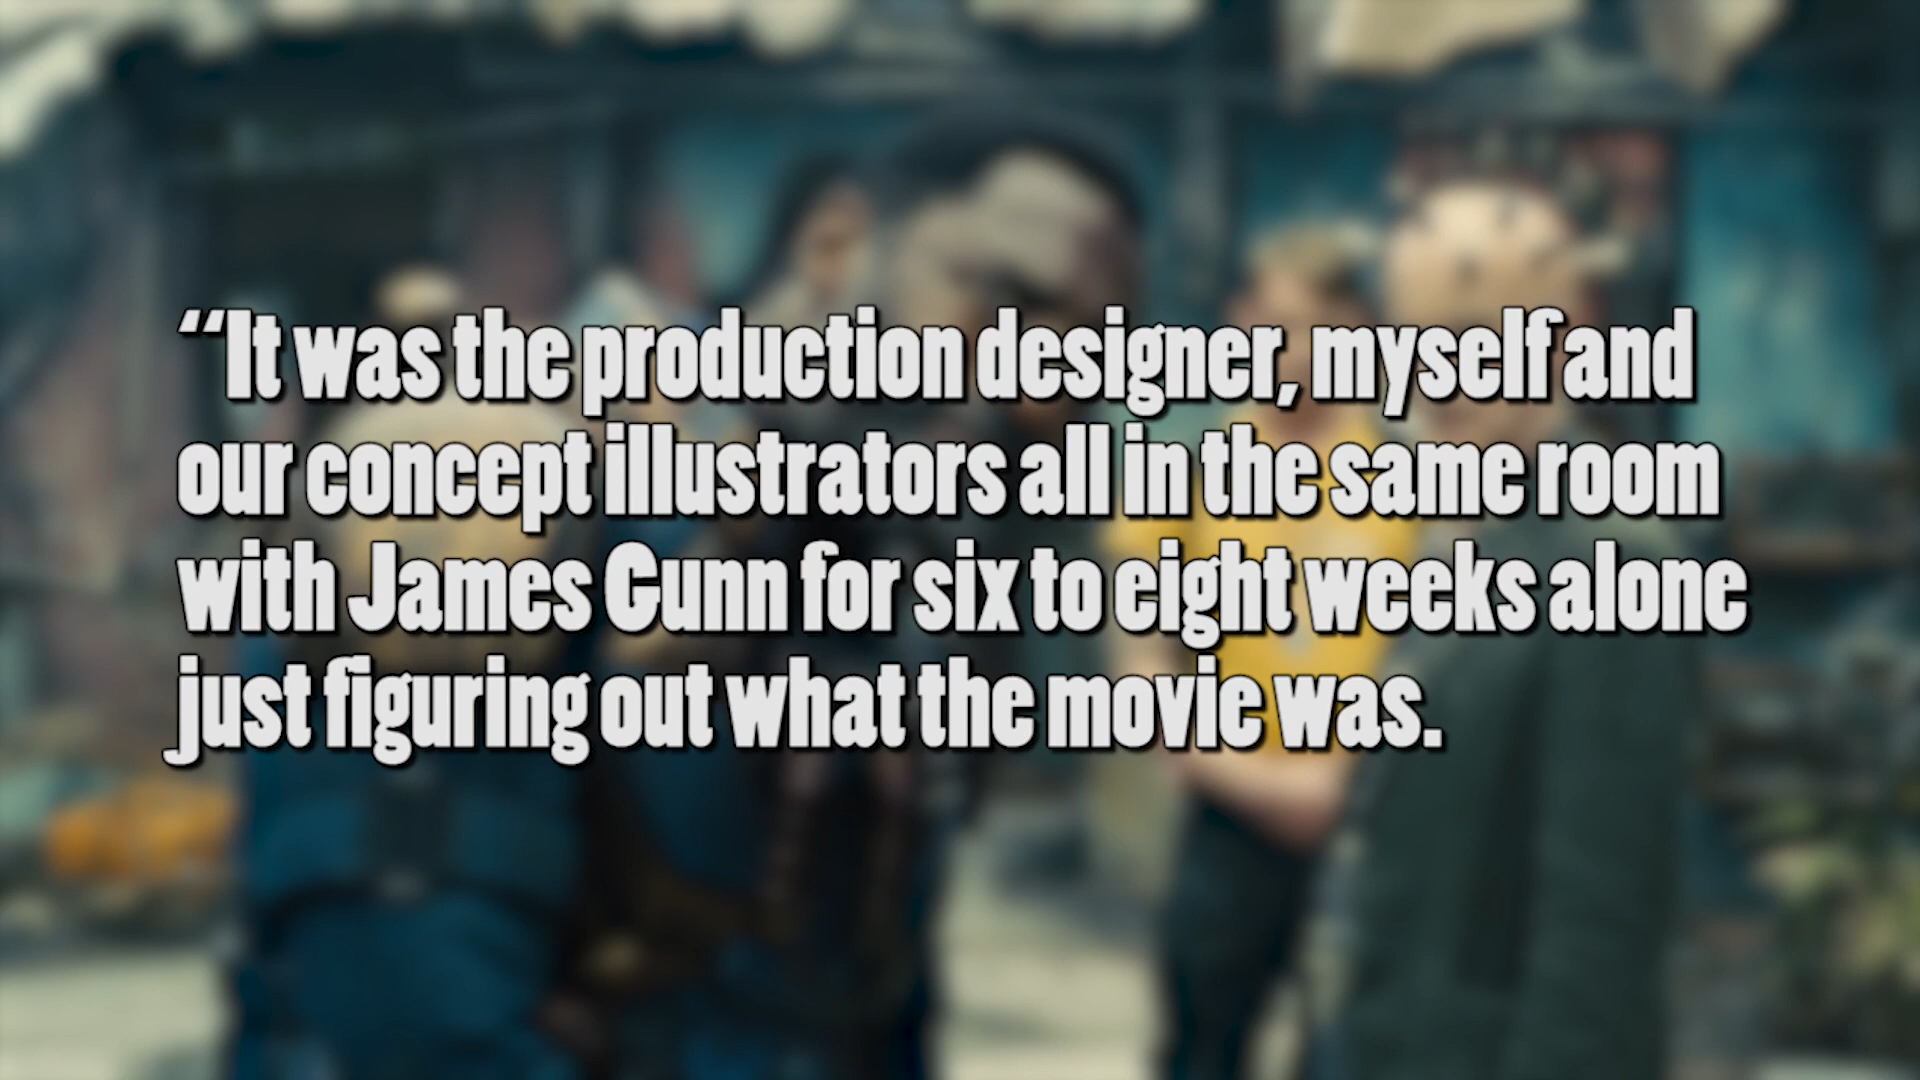 “It was the production designer, myself and
our concept illustrators all in the same room
with James Gunn for six to eight weeks alone
just figuring out what the movie was.